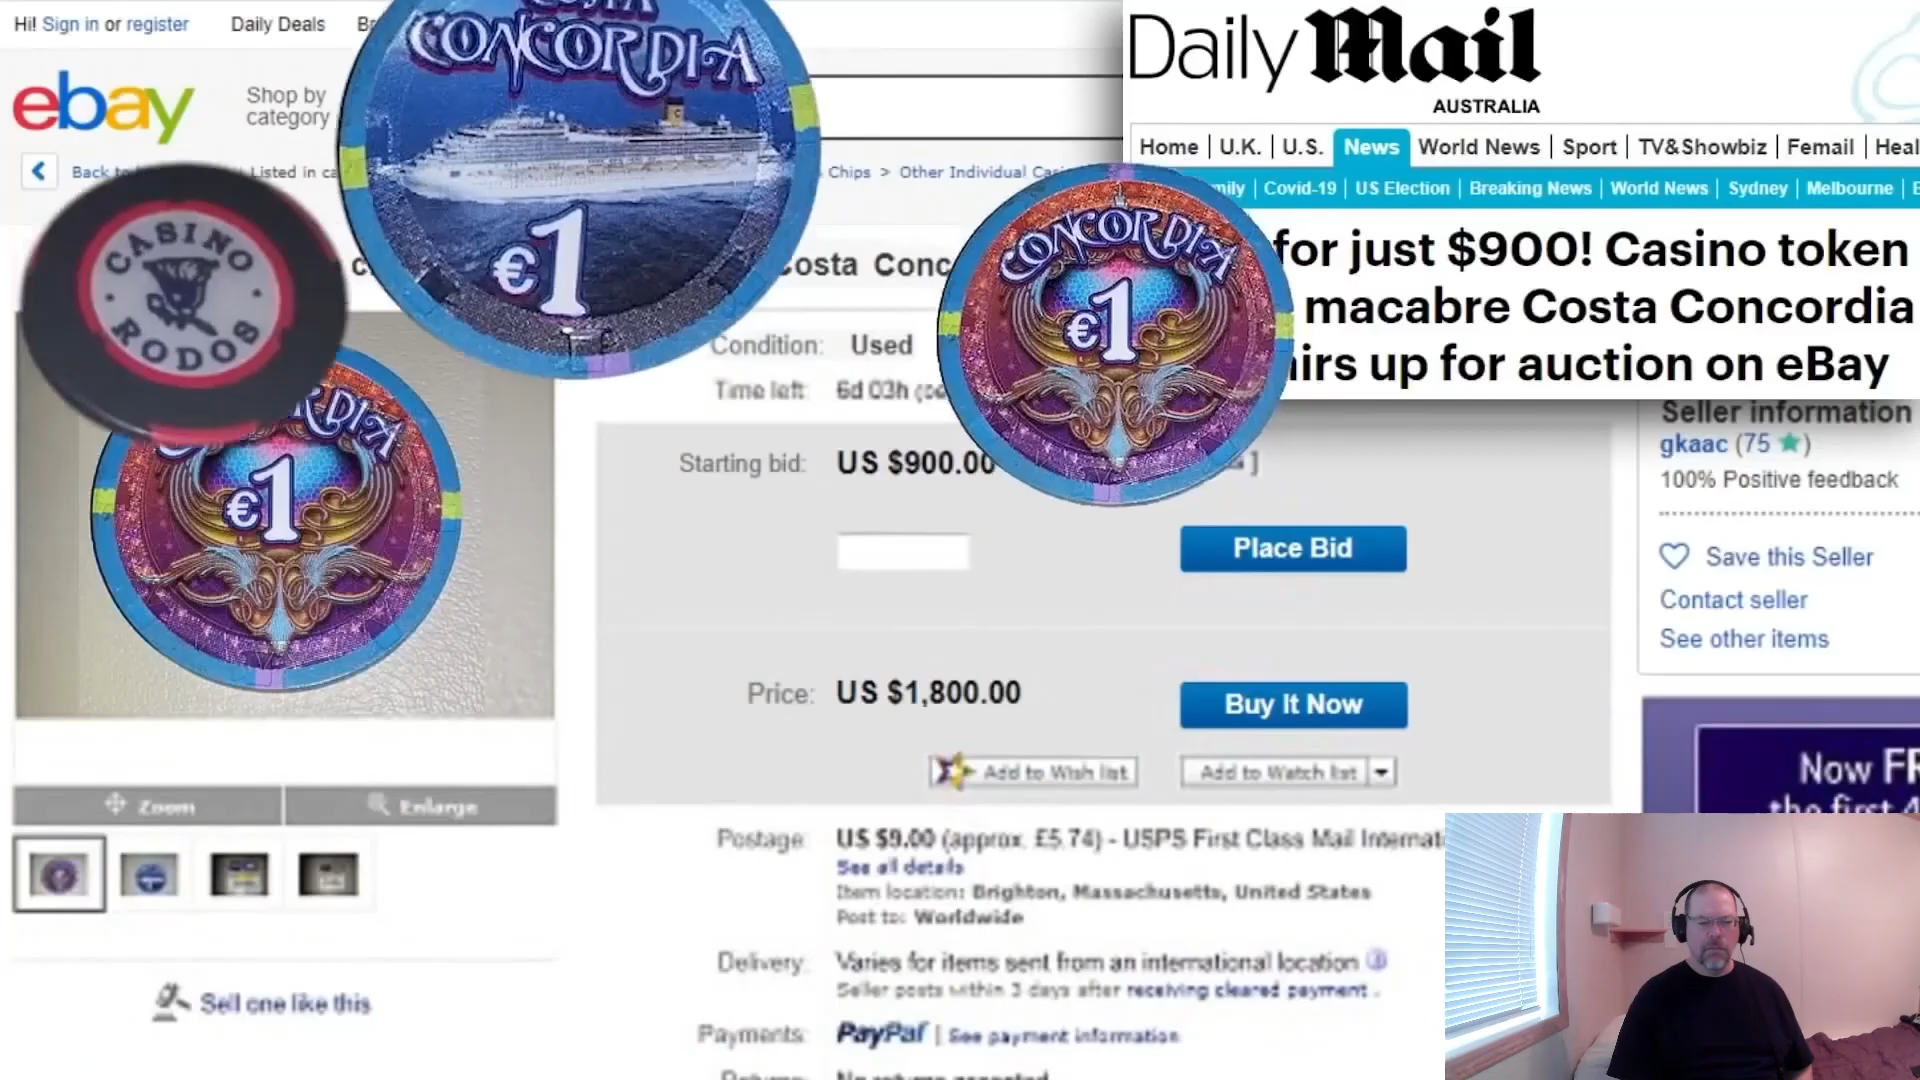 Hi! Sign in or register
Daily Deals
ebay
Shop by
category
Back to
Listed in
Chips > Other Individual
CONCORDIA
€1
CASINO
RODOS
CONCORDIA
€1
€1
Daily Mail
AUSTRALIA
Home | U.K. | U.S. News World News | Sport | TV&Showbiz | Femail |
Covid-19 | US Election | Breaking News | World News | Sydney | Melbourne |
for just $900! Casino token
macabre Costa Concordia
up for auction on eBay
Costa
Condition: Used
Time left: 6d 03h
Starting bid: US $900.00
Place Bid
Price: US $1,800.00
Buy It Now
Add to Wish list
Add to Watch list
Postage: US $9.00 (approx. £5.74) - USPS First Class Mail
See all details
Item location: Brighton, Massachusetts, United States
Post to: Worldwide
Delivery: Varies for items sent from an international location
Seller posts within 3 days after receiving cleared payment.
Payments: PayPal | See payment information
Zoom
Enlarge
Sell one like this
Seller information
gkaac (75 ★)
100% Positive feedback
Save this Seller
Contact seller
See other items
Now
the first